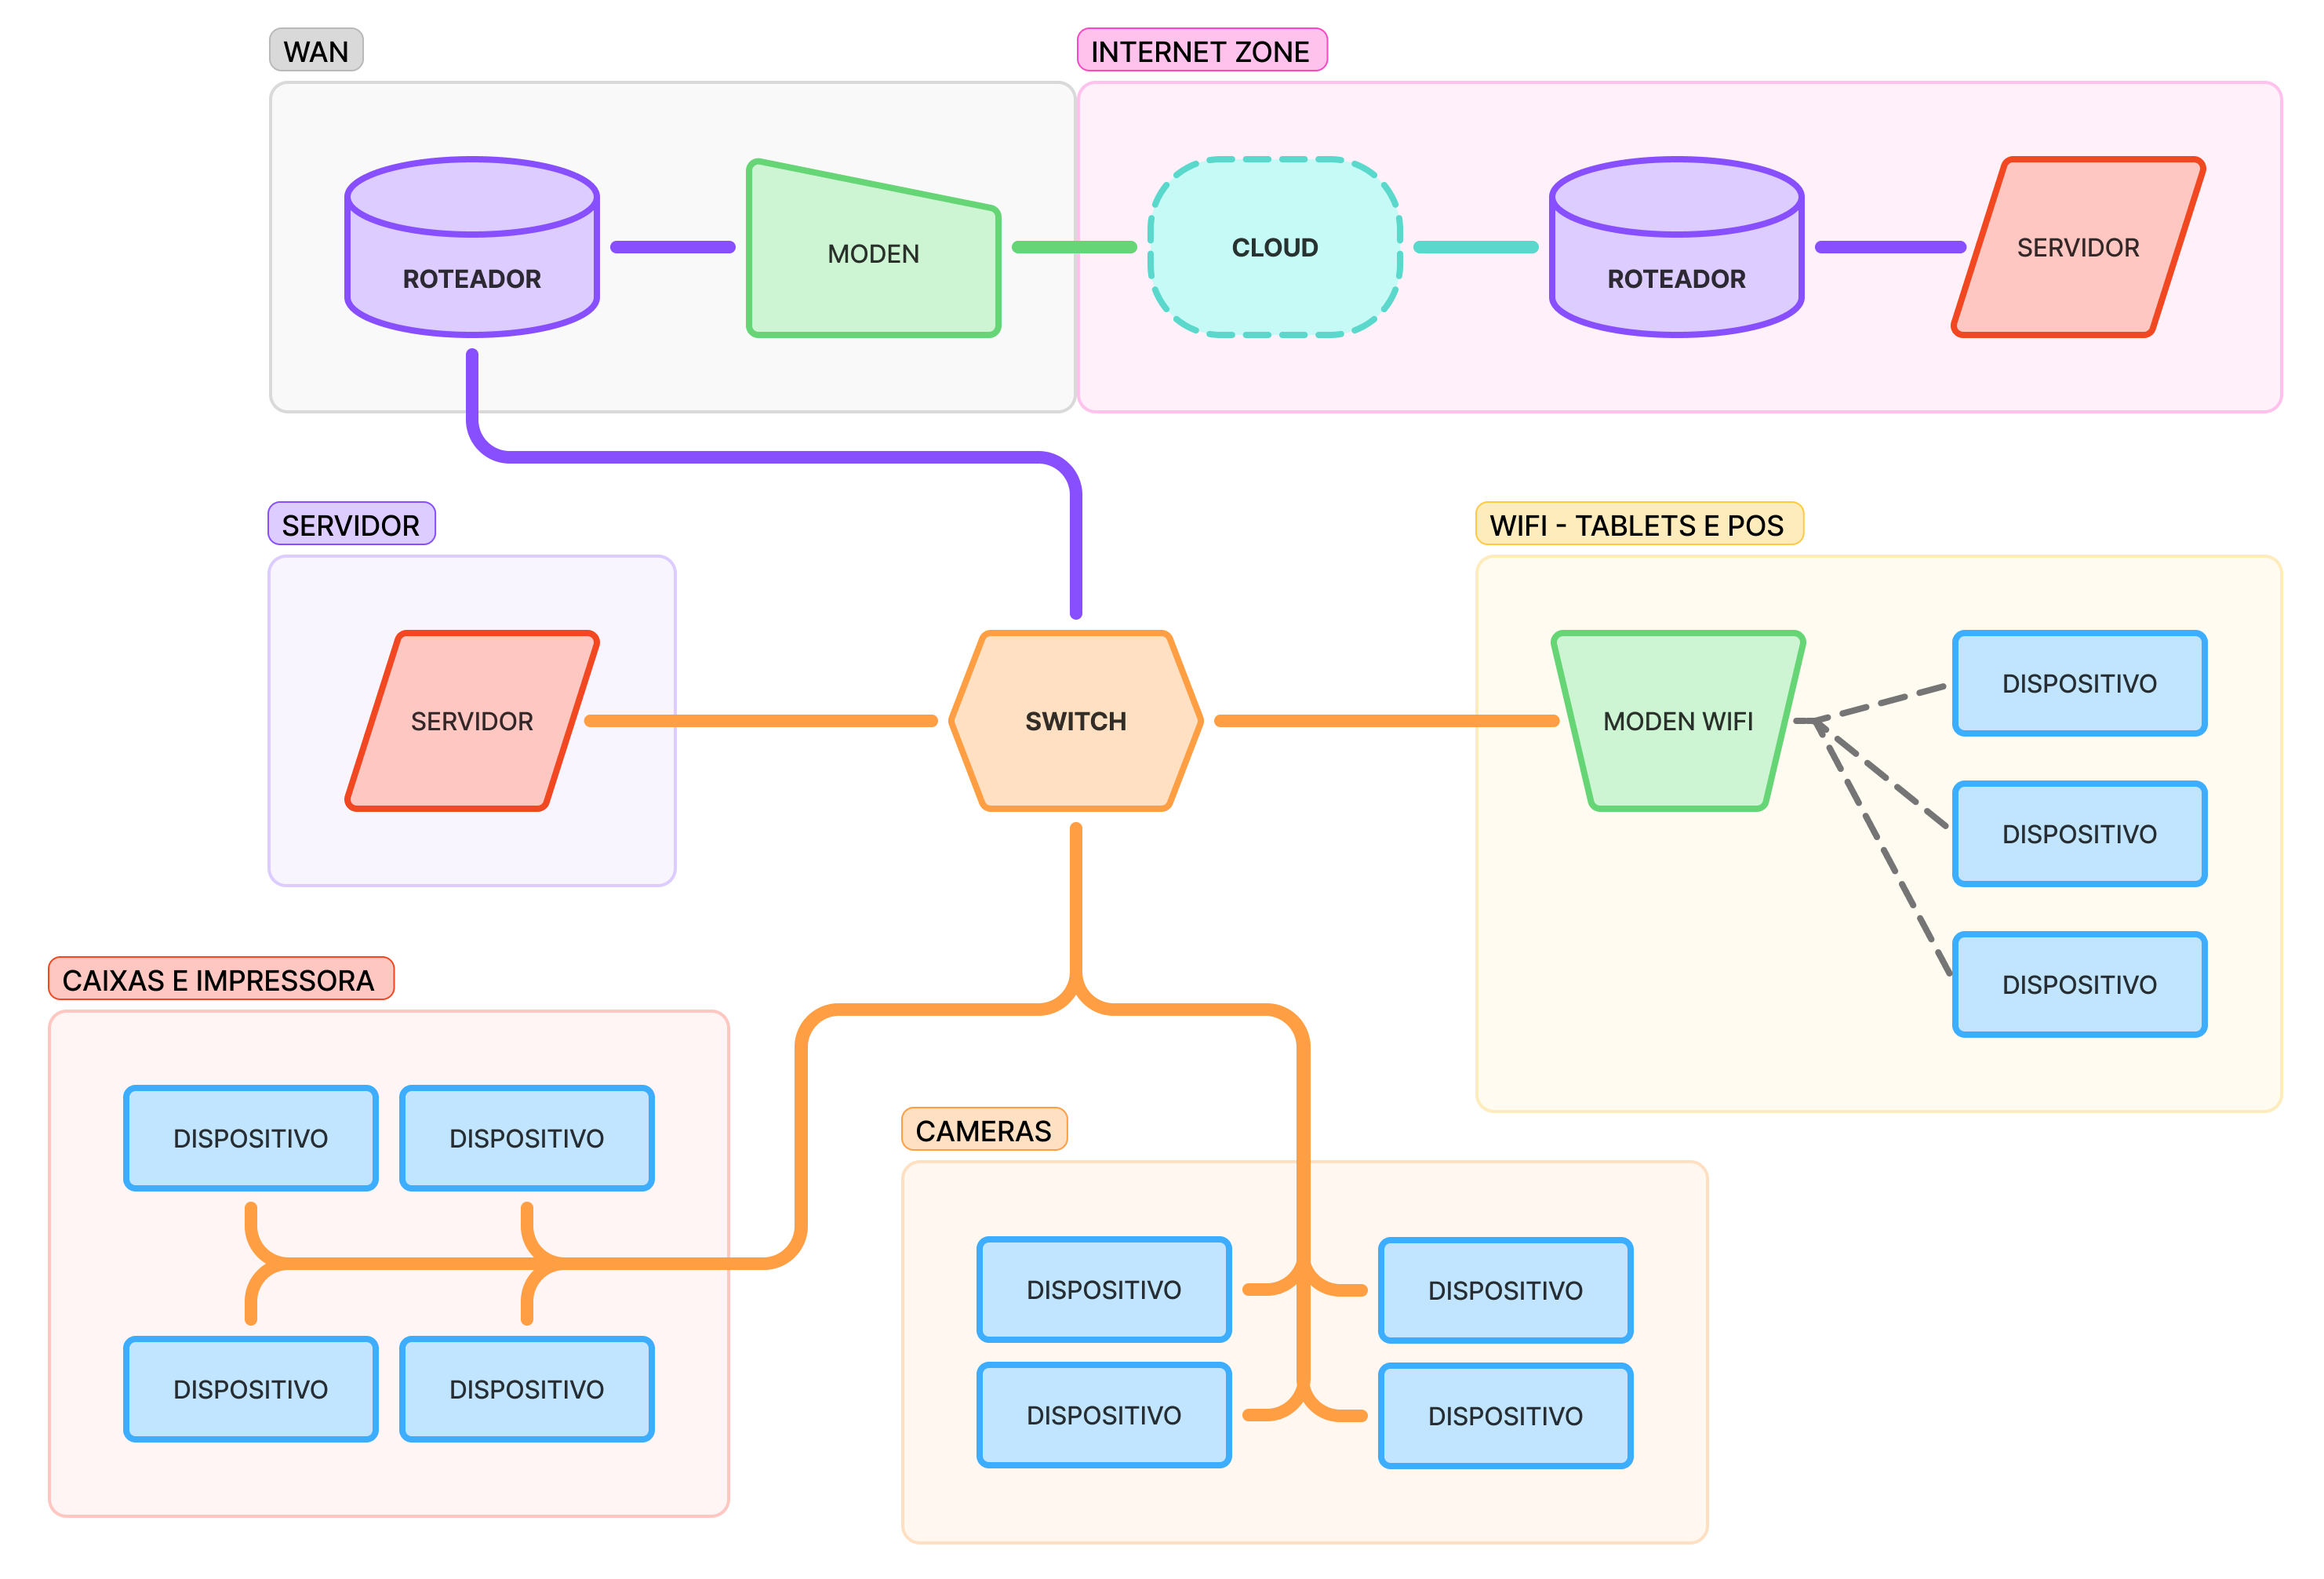 WAN
INTERNET ZONE
ROTEADOR
MODEN
CLOUD
ROTEADOR
SERVIDOR
SERVIDOR
WIFI - TABLETS E POS
SERVIDOR
SWITCH
MODEN WIFI
DISPOSITIVO
DISPOSITIVO
DISPOSITIVO
CAIXAS E IMPRESSORA
DISPOSITIVO
DISPOSITIVO
DISPOSITIVO
DISPOSITIVO
CAMERAS
DISPOSITIVO
DISPOSITIVO
DISPOSITIVO
DISPOSITIVO